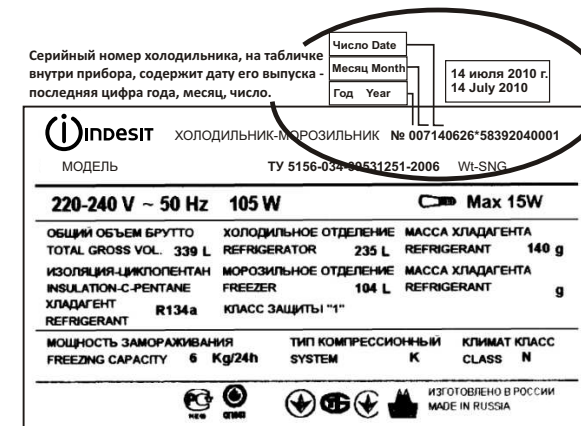 Серийный номер холодильника, на табличке
внутри прибора, содержит дату его выпуска -
последняя цифра года, месяц, число.
Число Date
Месяц Month
Год Year
14 июля 2010 г.
14 July 2010
indesit ХОЛОДИЛЬНИК-МОРОЗИЛЬНИК № 007140626*58392040001
МОДЕЛЬ ТУ 5156-034-39531251-2006 Wt-SNG
220-240 V ~ 50 Hz 105 W Max 15W
ОБЩИЙ ОБЪЕМ БРУТТО ХОЛОДИЛЬНОЕ ОТДЕЛЕНИЕ МАССА ХЛАДАГЕНТА
TOTAL GROSS VOL. 339 L REFRIGERATOR 235 L REFRIGERANT 140 g
ИЗОЛЯЦИЯ-ЦИКЛОПЕНТАН МОРОЗИЛЬНОЕ ОТДЕЛЕНИЕ МАССА ХЛАДАГЕНТА
INSULATION-C-PENTANE FREEZER 104 L REFRIGERANT g
ХЛАДАГЕНТ R134a КЛАСС ЗАЩИТЫ "1"
REFRIGERANT
МОЩНОСТЬ ЗАМОРАЖИВАНИЯ ТИП КОМПРЕССИОННЫЙ КЛИМАТ КЛАСС
FREEZING CAPACITY 6 Kg/24h SYSTEM K CLASS N
ИЗГОТОВЛЕНО В РОССИИ
MADE IN RUSSIA